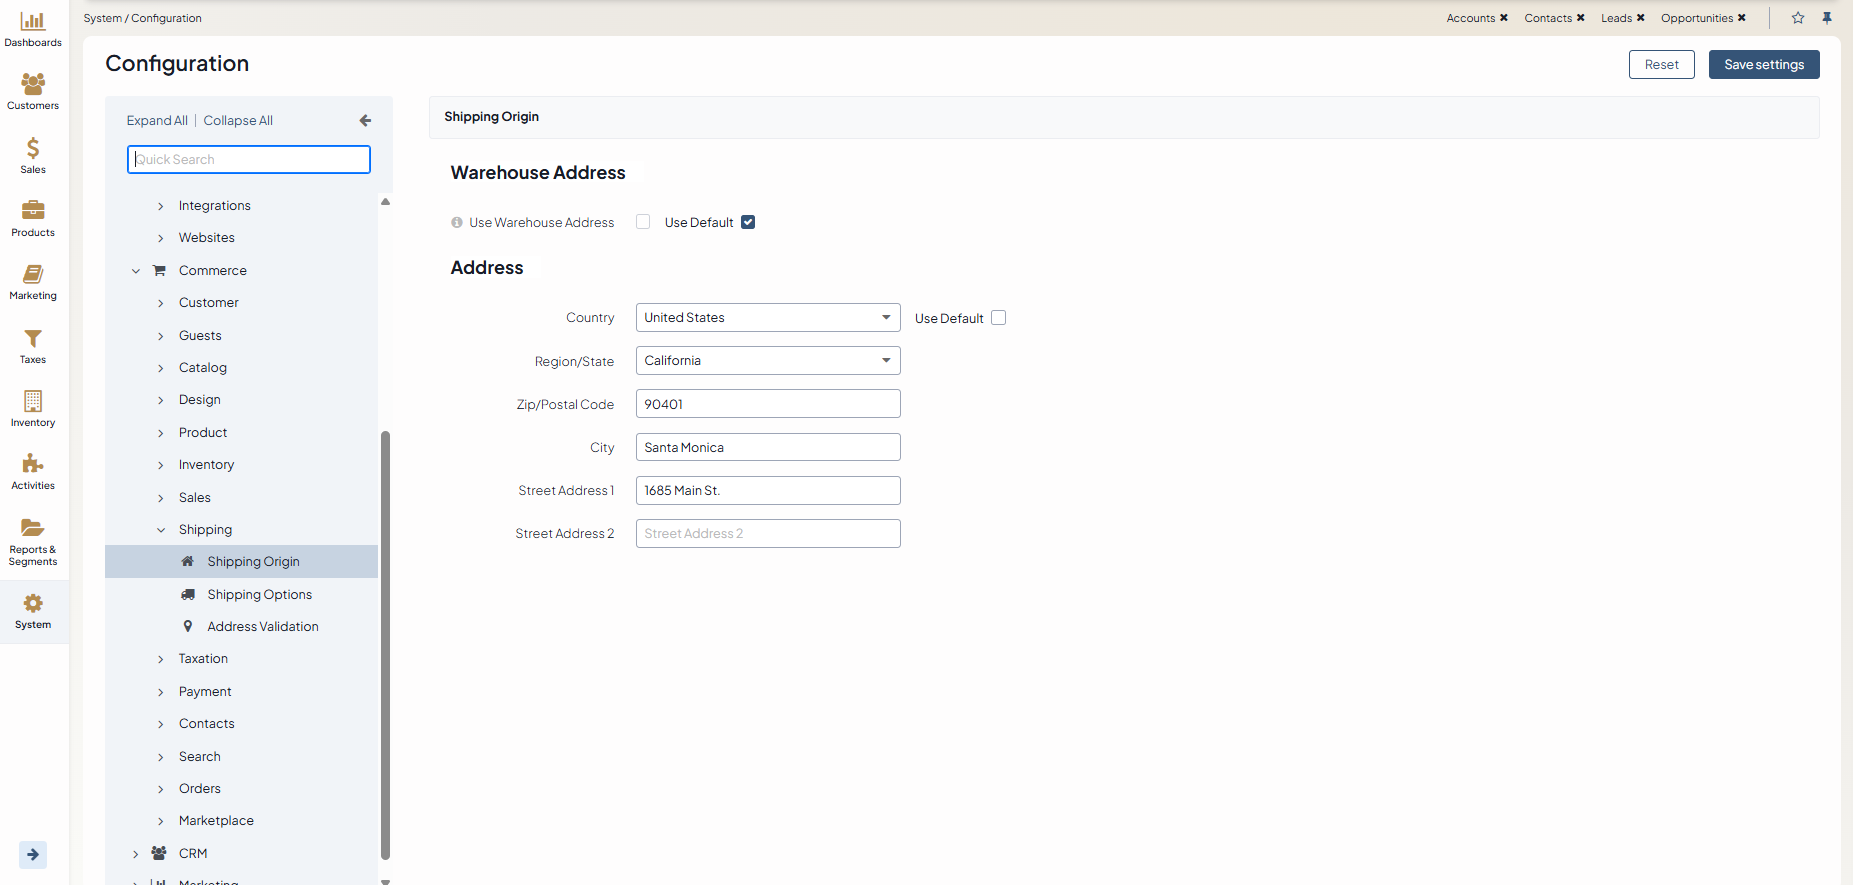 System / Configuration
Accounts ✖ Contacts ✖ Leads ✖ Opportunities ✖
Dashboards
Customers
Sales
Products
Marketing
Taxes
Inventory
Activities
Reports &
Segments
System
Configuration
Reset
Save settings
Expand All | Collapse All
Quick Search
Integrations
Websites
Commerce
Customer
Guests
Catalog
Design
Product
Inventory
Sales
Shipping
Shipping Origin
Shipping Options
Address Validation
Taxation
Payment
Contacts
Search
Orders
Marketplace
CRM
Marketing
Shipping Origin
Warehouse Address
Use Warehouse Address Use Default
Address
Country United States Use Default
Region/State California
Zip/Postal Code 90401
City Santa Monica
Street Address 1 1685 Main St.
Street Address 2 Street Address 2